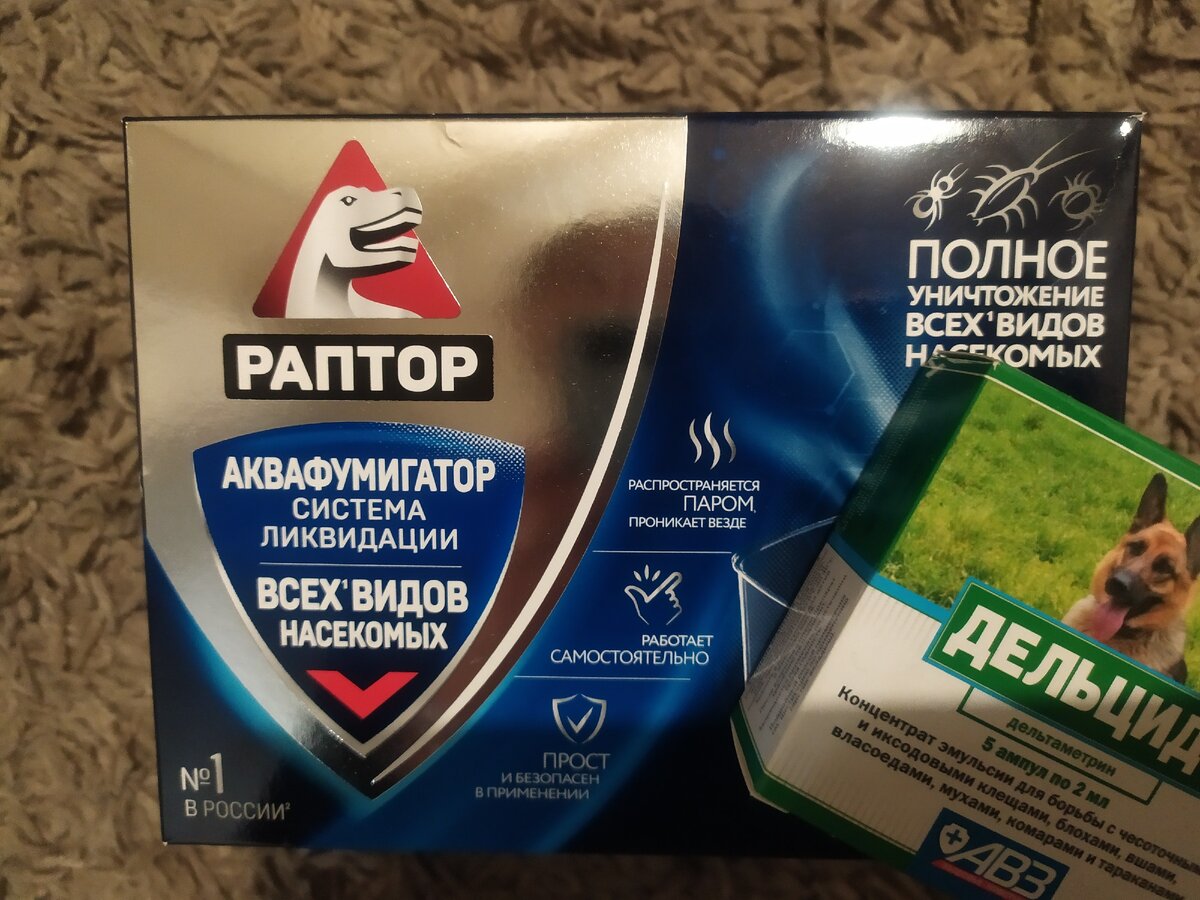 РАПТОР
АКВАФУМИГАТОР
СИСТЕМА
ЛИКВИДАЦИИ
ВСЕХ¹ВИДОВ
НАСЕКОМЫХ
№1
В РОССИИ²
ПОЛНОЕ
УНИЧТОЖЕНИЕ
ВСЕХ¹ВИДОВ
НАСЕКОМЫХ
РАСПРОСТРАНЯЕТСЯ
ПАРОМ,
ПРОНИКАЕТ ВЕЗДЕ
РАБОТАЕТ
САМОСТОЯТЕЛЬНО
ПРОСТ
И БЕЗОПАСЕН
В ПРИМЕНЕНИИ
ДЕЛЬЦИД
дельтаметрин
5 ампул по 2 мл
Концентрат эмульсии для борьбы с чесоточны
и иксодовыми клещами, блохами, вшами,
власоедами, мухами, комарами и тараканам
АВЗ